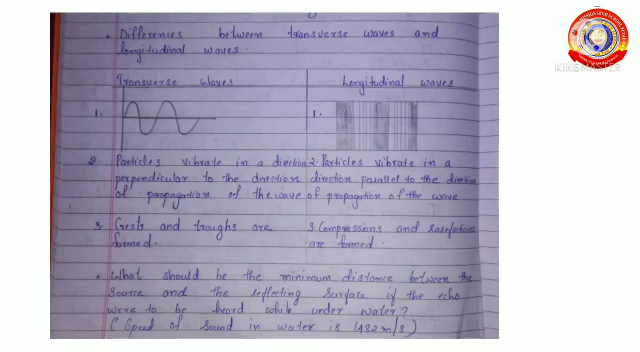 • Differences between transverse waves and
longitudinal waves.
Transverse Waves
1.
2. Particles vibrate in a direction
perpendicular to the direction
of propagation of the wave
3. Crests and troughs are
formed.
Longitudinal waves
1.
2. Particles vibrate in a
direction parallel to the direction
of propagation of the wave
3. Compressions and rarefactions
are formed.
• What should be the minimum distance between the
source and the reflecting surface if the echo
were to be heard while under water?
(Speed of sound in water is 1482 m/s)
KINEMASTER